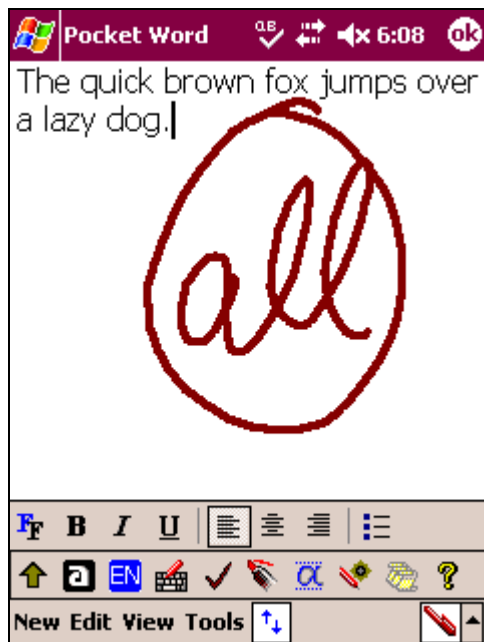 Pocket Word 6:08 ok
The quick brown fox jumps over
a lazy dog.
all
FF B I U
a EN α ?
New Edit View Tools